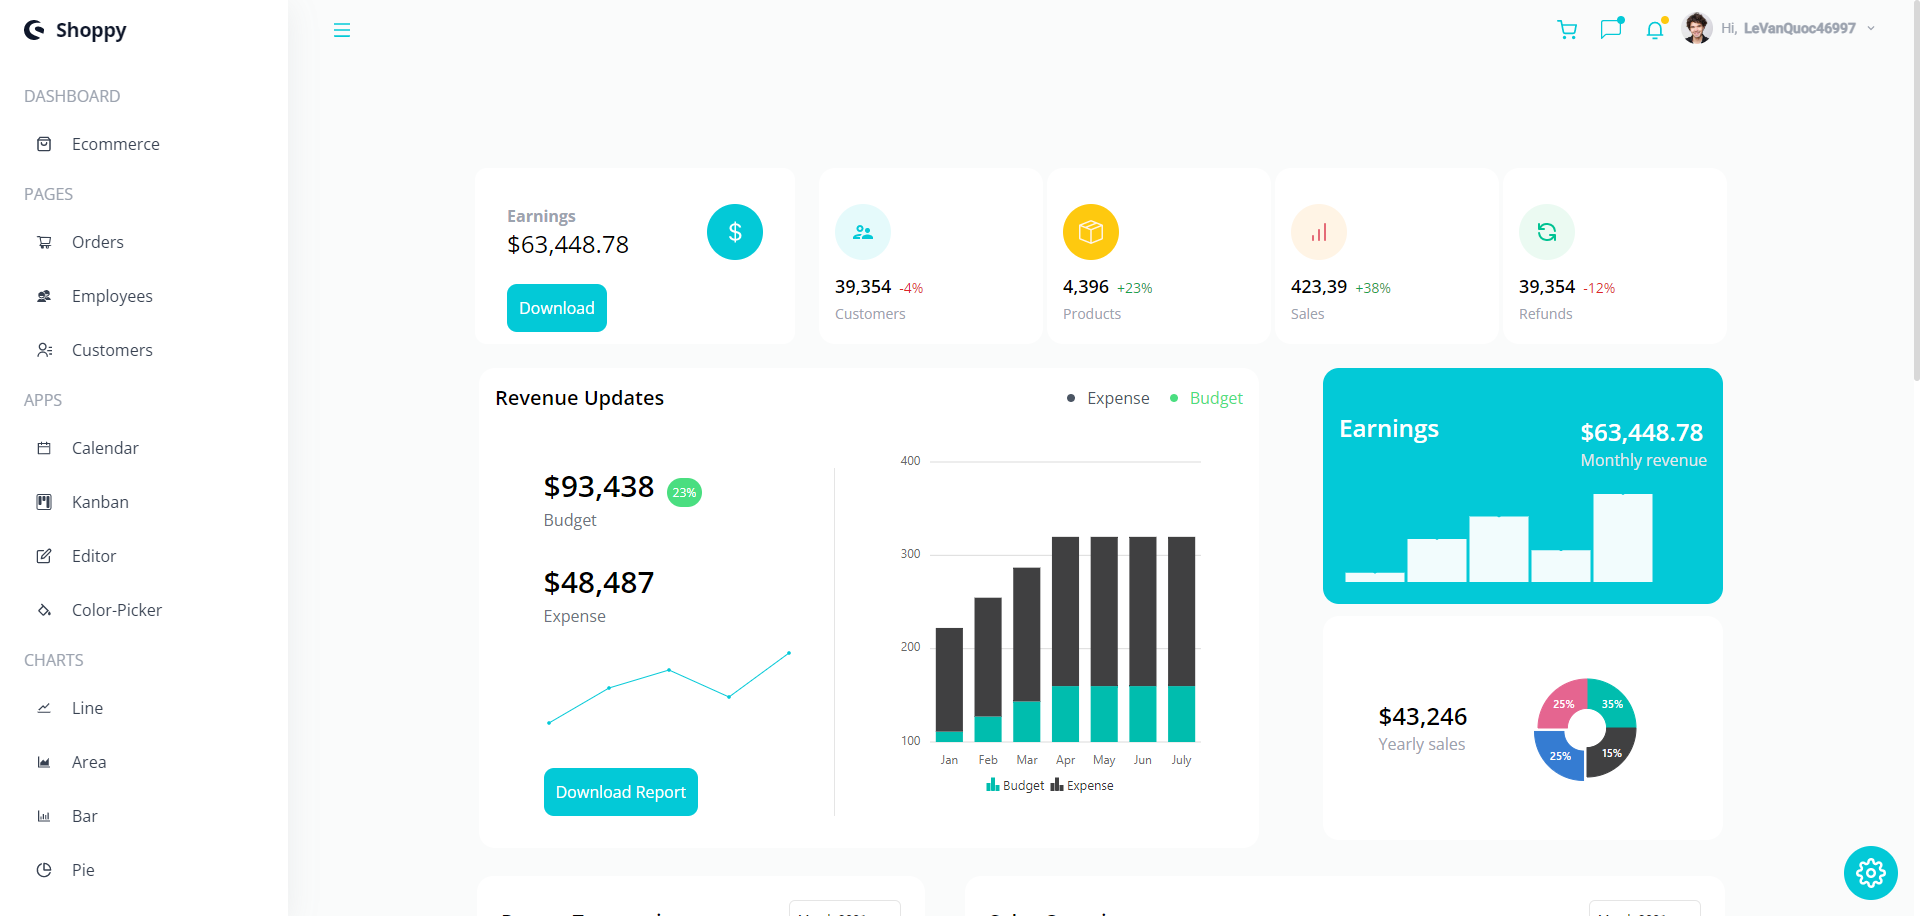 Shoppy
Hi, LeVanQuoc46997
DASHBOARD
Ecommerce
PAGES
Orders
Employees
Customers
APPS
Calendar
Kanban
Editor
Color-Picker
CHARTS
Line
Area
Bar
Pie
Earnings
$63,448.78
$
Download
39,354 -4%
Customers
4,396 +23%
Products
423,39 +38%
Sales
39,354 -12%
Refunds
Revenue Updates
Expense
Budget
$93,438 23%
Budget
$48,487
Expense
Download Report
400
300
200
100
Jan Feb Mar Apr May Jun July
Budget Expense
Earnings
$63,448.78
Monthly revenue
$43,246
Yearly sales
25% 35%
25% 15%